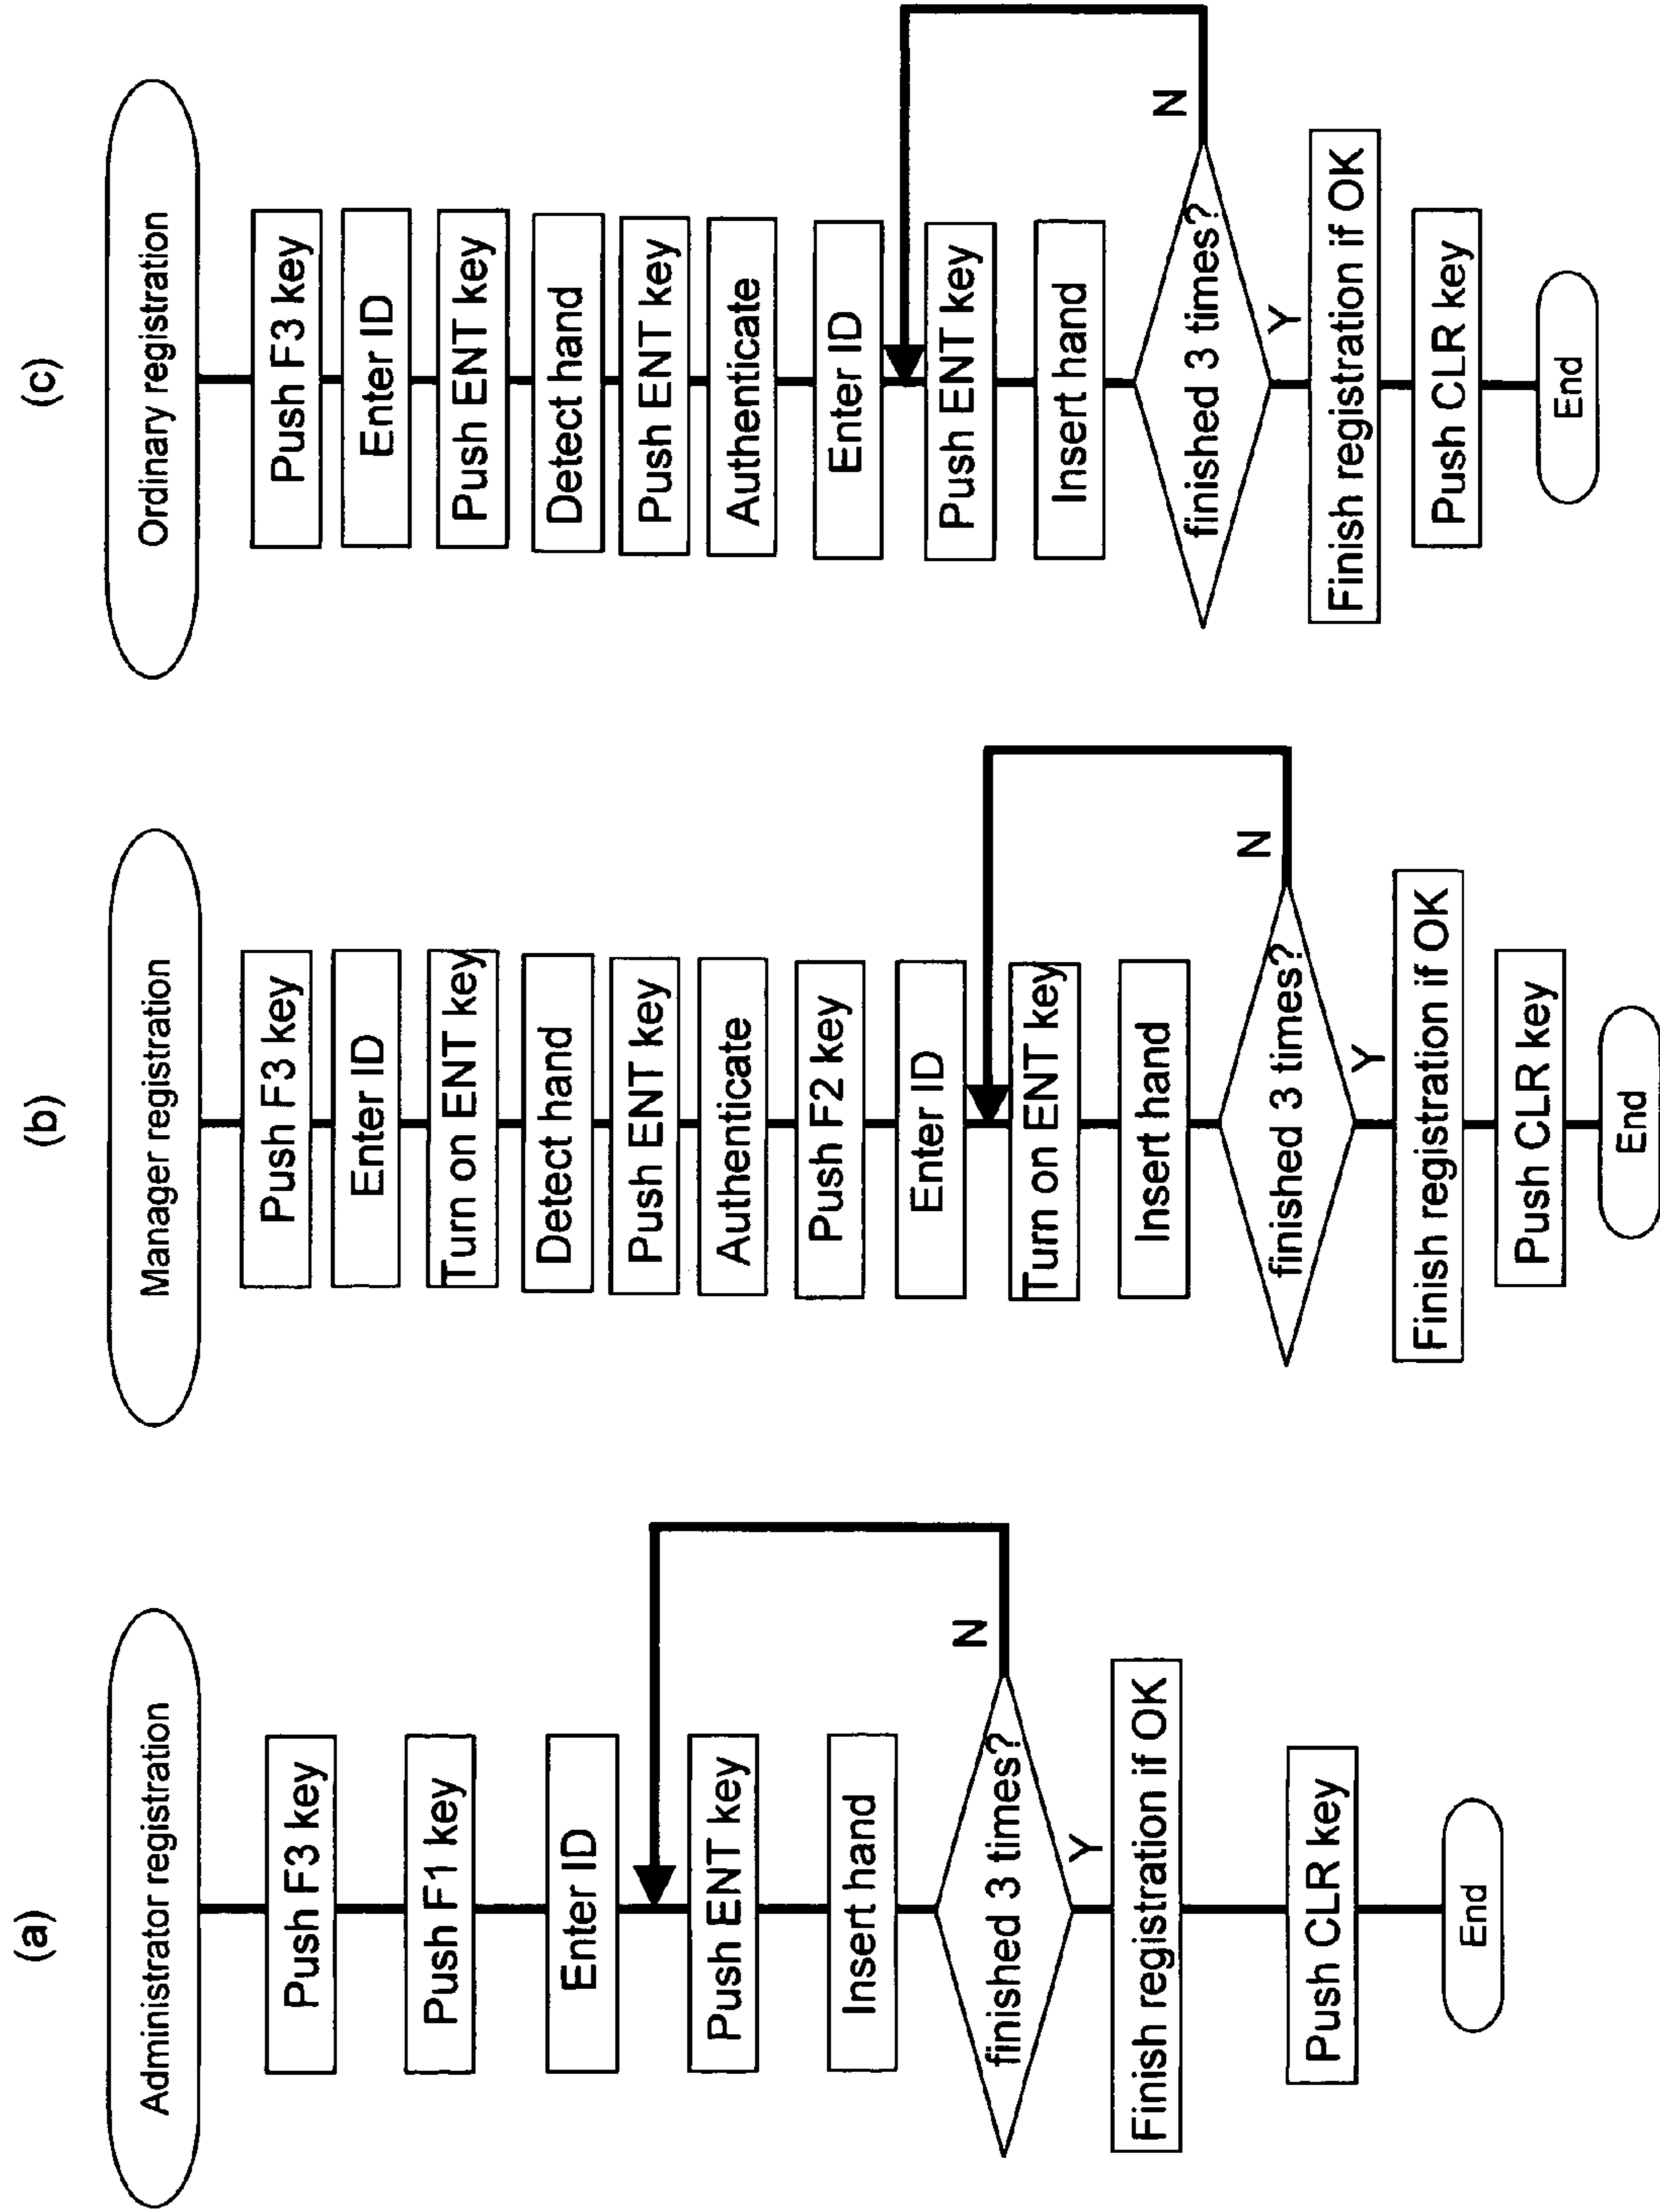 (a)
Administrator registration
Push F3 key
Push F1 key
Enter ID
Push ENT key
Insert hand
finished 3 times?
N
Y
Finish registration if OK
Push CLR key
End
(b)
Manager registration
Push F3 key
Enter ID
Turn on ENT key
Detect hand
Push ENT key
Authenticate
Push F2 key
Enter ID
Turn on ENT key
Insert hand
finished 3 times?
N
Y
Finish registration if OK
Push CLR key
End
(c)
Ordinary registration
Push F3 key
Enter ID
Push ENT key
Detect hand
Push ENT key
Authenticate
Enter ID
Push ENT key
Insert hand
finished 3 times?
N
Y
Finish registration if OK
Push CLR key
End